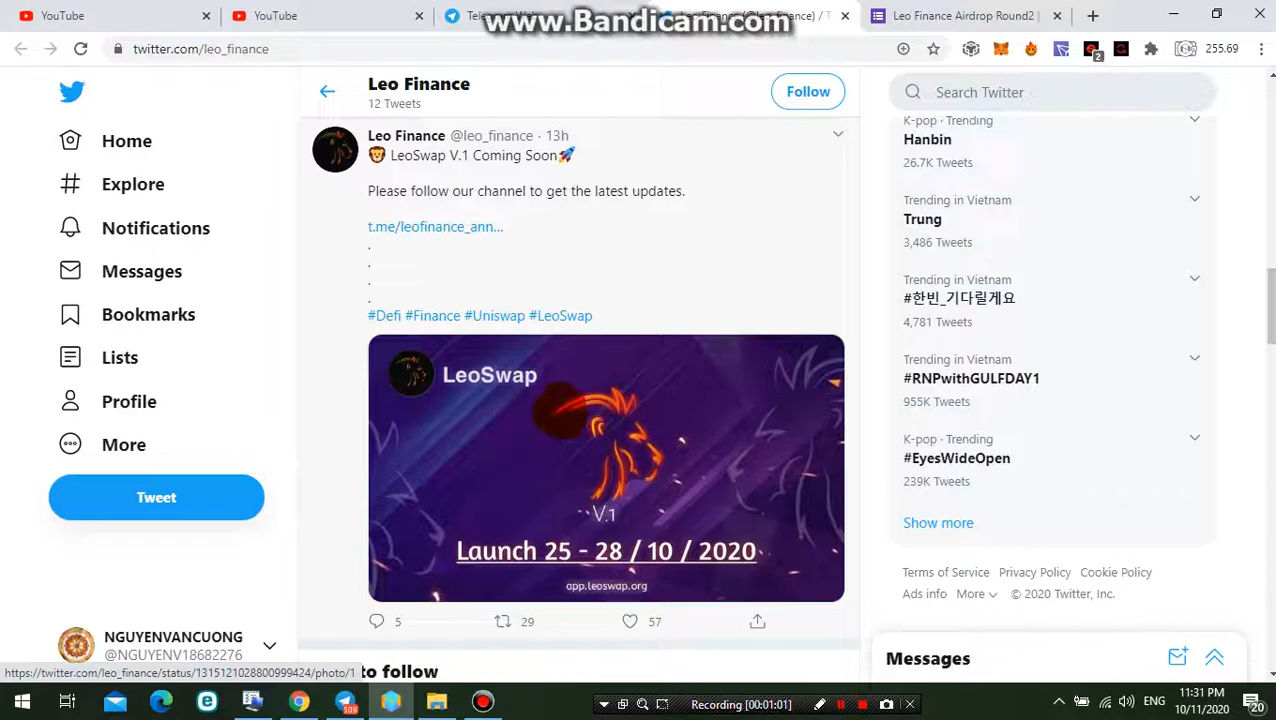 YouTube
YouTube
www.Bandicam.com
Leo Finance Airdrop Round2 |
twitter.com/leo_finance
2
255.69
Leo Finance
12 Tweets
Follow
Search Twitter
Home
Explore
Notifications
Messages
Bookmarks
Lists
Profile
More
Tweet
NGUYENVANCUONG
@NGUYENV18682276
Leo Finance @leo_finance · 13h
🦁 LeoSwap V.1 Coming Soon🚀
Please follow our channel to get the latest updates.
t.me/leofinance_ann...
.
.
.
.
#Defi #Finance #Uniswap #LeoSwap
LeoSwap
V.1
Launch 25 - 28 / 10 / 2020
app.leoswap.org
5
29
57
to follow
K-pop · Trending
Hanbin
26.7K Tweets
Trending in Vietnam
Trung
3,486 Tweets
Trending in Vietnam
#한빈_기다릴게요
4,781 Tweets
Trending in Vietnam
#RNPwithGULFDAY1
955K Tweets
K-pop · Trending
#EyesWideOpen
239K Tweets
Show more
Terms of Service Privacy Policy Cookie Policy
Ads info More © 2020 Twitter, Inc.
Messages
https://twitter.com/leo_finance/status/1315121028800999424/photo/1
509
Recording [00:01:01]
ENG
11:31 PM
10/11/2020
20